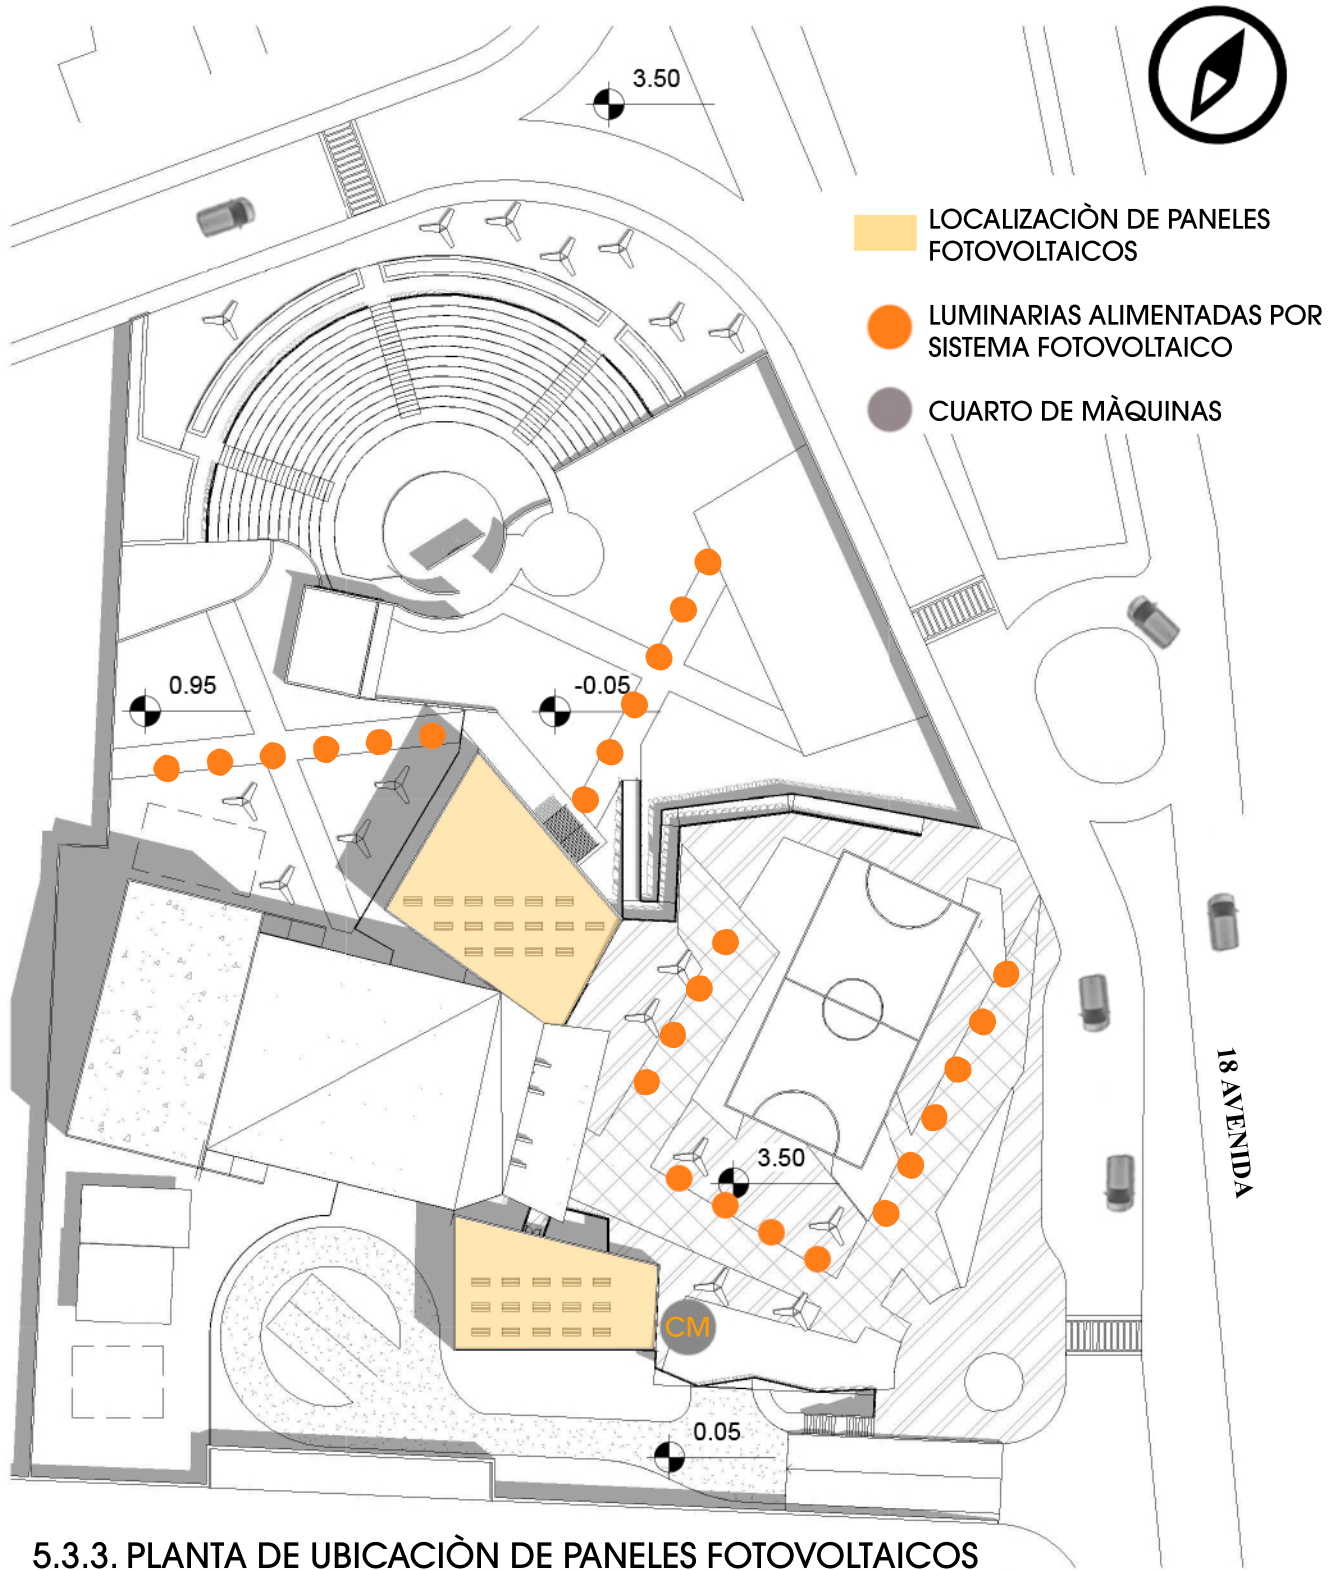 3.50
LOCALIZACIÒN DE PANELES
FOTOVOLTAICOS
LUMINARIAS ALIMENTADAS POR
SISTEMA FOTOVOLTAICO
CUARTO DE MÀQUINAS
0.95
-0.05
18 AVENIDA
3.50
CM
0.05
5.3.3. PLANTA DE UBICACIÒN DE PANELES FOTOVOLTAICOS